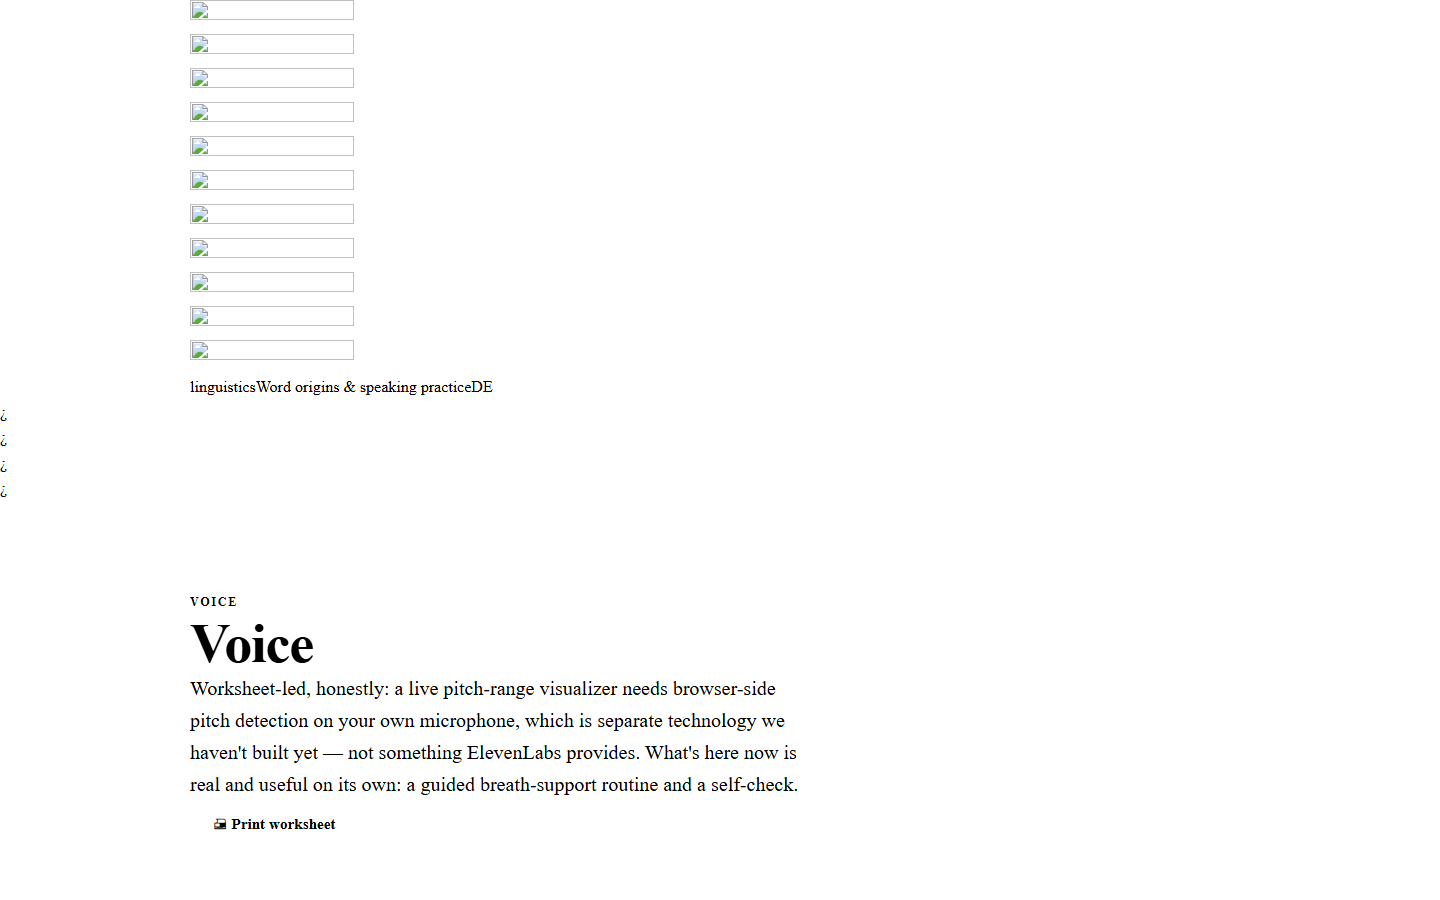 linguisticsWord origins & speaking practiceDE
¿
¿
¿
¿
VOICE
Voice
Worksheet-led, honestly: a live pitch-range visualizer needs browser-side
pitch detection on your own microphone, which is separate technology we
haven't built yet — not something ElevenLabs provides. What's here now is
real and useful on its own: a guided breath-support routine and a self-check.
Print worksheet